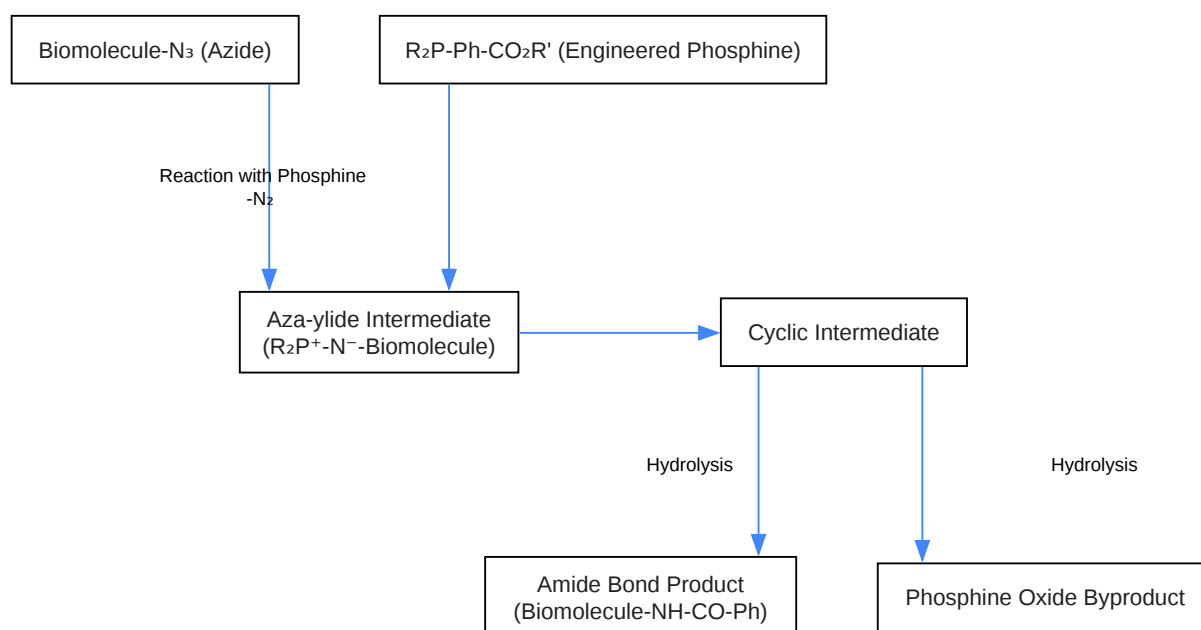 Biomolecule-N₃ (Azide)
R₂P-Ph-CO₂R' (Engineered Phosphine)
Reaction with Phosphine
-N₂
Aza-ylide Intermediate
(R₂P⁺-N⁻-Biomolecule)
Cyclic Intermediate
Hydrolysis
Hydrolysis
Amide Bond Product
(Biomolecule-NH-CO-Ph)
Phosphine Oxide Byproduct